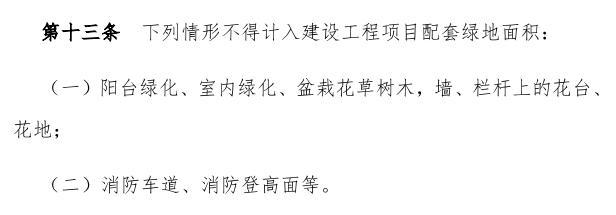 第十三条　下列情形不得计入建设工程项目配套绿地面积：
（一）阳台绿化、室内绿化、盆栽花草树木，墙、栏杆上的花台、
花地；
（二）消防车道、消防登高面等。